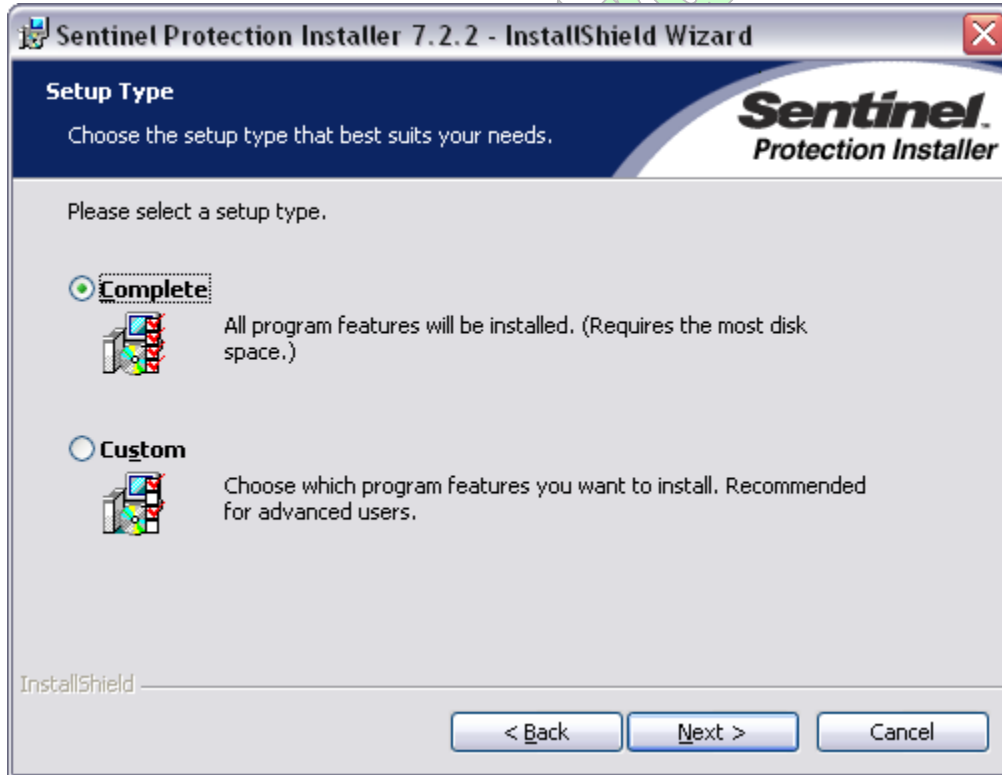 Sentinel Protection Installer 7.2.2 - InstallShield Wizard
Setup Type
Choose the setup type that best suits your needs.
Sentinel.
Protection Installer
Please select a setup type.
Complete
All program features will be installed. (Requires the most disk
space.)
Custom
Choose which program features you want to install. Recommended
for advanced users.
InstallShield
< Back
Next >
Cancel